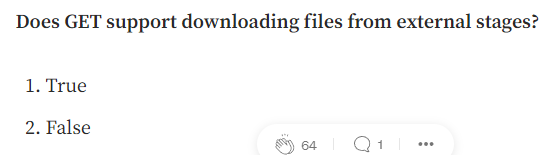 Does GET support downloading files from external stages?
1. True
2. False
64
1